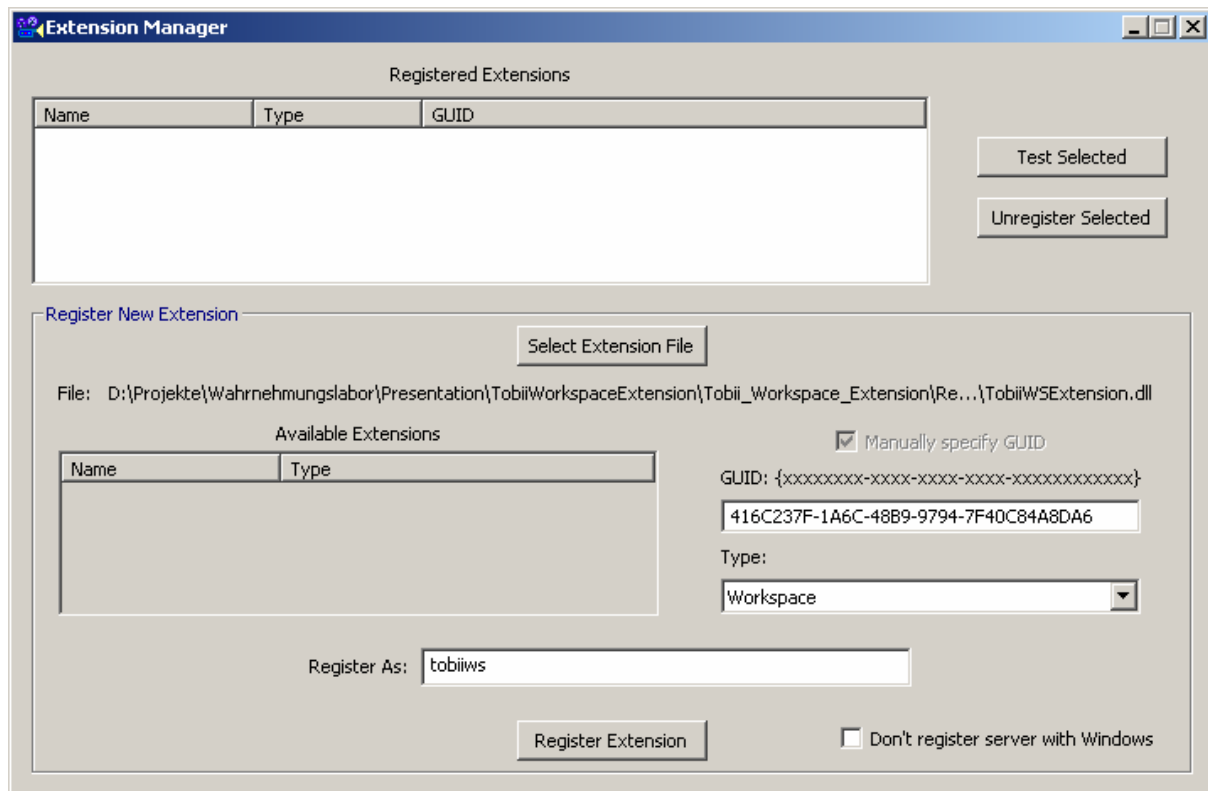 Extension Manager
Registered Extensions
Name Type GUID
Test Selected
Unregister Selected
Register New Extension
Select Extension File
File: D:\Projekte\Wahrnehmungslabor\Presentation\TobiiWorkspaceExtension\Tobii_Workspace_Extension\Re...\TobiiWSExtension.dll
Available Extensions
Manually specify GUID
Name Type
GUID: {xxxxxxxx-xxxx-xxxx-xxxx-xxxxxxxxxxxx}
416C237F-1A6C-48B9-9794-7F40C84A8DA6
Type:
Workspace
Register As: tobiiws
Register Extension
Don't register server with Windows